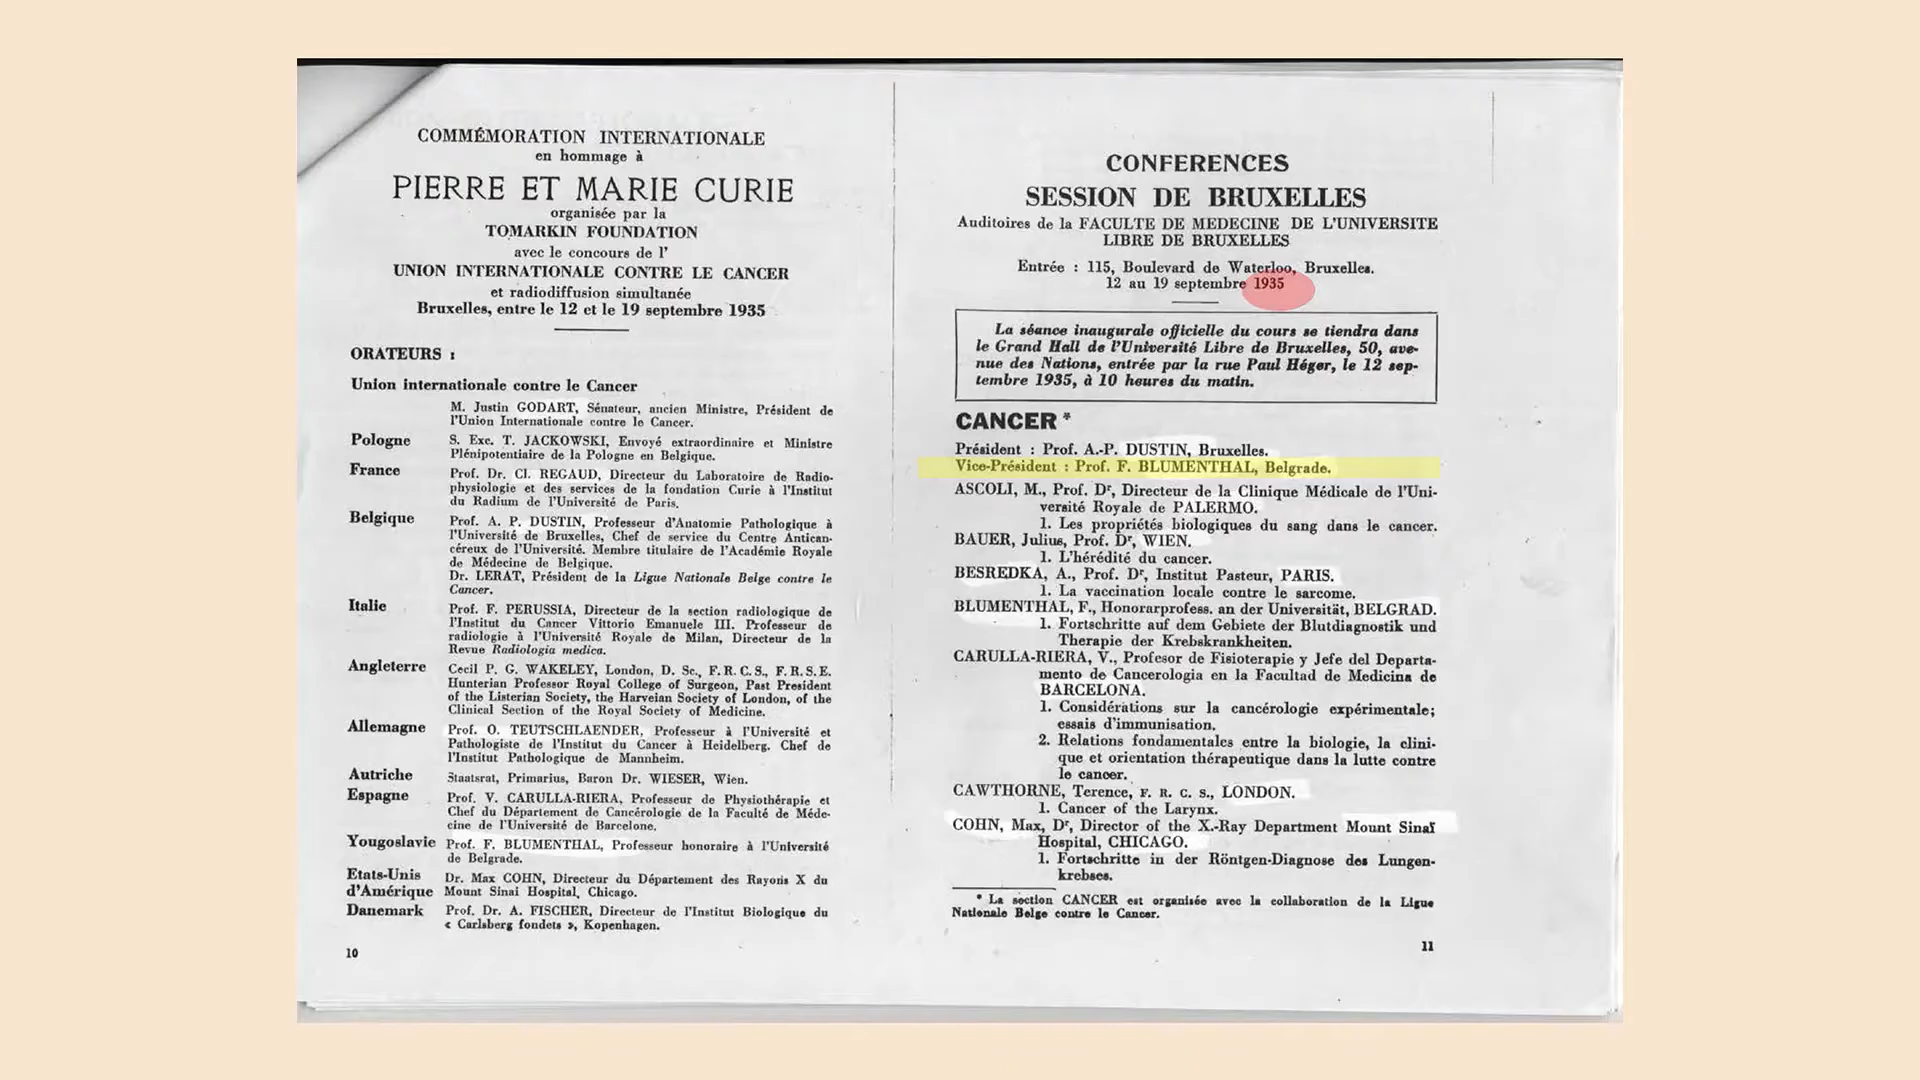 COMMÉMORATION INTERNATIONALE
en hommage à
PIERRE ET MARIE CURIE
organisée par la
TOMARKIN FOUNDATION
avec le concours de l'
UNION INTERNATIONALE CONTRE LE CANCER
et radiodiffusion simultanée
Bruxelles, entre le 12 et le 19 septembre 1935
ORATEURS :
Union internationale contre le Cancer
M. Justin GODART, Sénateur, ancien Ministre, Président de
l'Union Internationale contre le Cancer.
Pologne S. Exc. T. JACKOWSKI, Envoyé extraordinaire et Ministre
Plénipotentiaire de la Pologne en Belgique.
France Prof. Dr. Cl. REGAUD, Directeur du Laboratoire de Radio-
physiologie et des services de la fondation Curie à l'Institut
du Radium de l'Université de Paris.
Belgique Prof. A. P. DUSTIN, Professeur d'Anatomie Pathologique à
l'Université de Bruxelles, Chef de service du Centre Antican-
céreux de l'Université. Membre titulaire de l'Académie Royale
de Médecine de Belgique.
Dr. LERAT, Président de la Ligue Nationale Belge contre le
Cancer.
Italie Prof. F. PERUSSIA, Directeur de la section radiologique de
l'Institut du Cancer Vittorio Emanuele III. Professeur de
radiologie à l'Université Royale de Milan, Directeur de la
Revue Radiologia medica.
Angleterre Cecil P. G. WAKELEY, London, D. Sc., F.R.C.S., F.R.S.E.
Hunterian Professor Royal College of Surgeon, Past President
of the Listerian Society, the Harveian Society of London, of the
Clinical Section of the Royal Society of Medicine.
Allemagne Prof. O. TEUTSCHLAENDER, Professeur à l'Université et
Pathologiste de l'Institut du Cancer à Heidelberg. Chef de
l'Institut Pathologique de Mannheim.
Autriche Staatsrat, Primarius, Baron Dr. WIESER, Wien.
Espagne Prof. V. CARULLA-RIERA, Professeur de Physiothérapie et
Chef du Département de Cancérologie de la Faculté de Méde-
cine de l'Université de Barcelone.
Yougoslavie Prof. F. BLUMENTHAL, Professeur honoraire à l'Université
de Belgrade.
Etats-Unis Dr. Max COHN, Directeur du Département des Rayons X du
d'Amérique Mount Sinai Hospital, Chicago.
Danemark Prof. Dr. A. FISCHER, Directeur de l'Institut Biologique du
« Carlsberg fondets », Kopenhagen.
10
CONFERENCES
SESSION DE BRUXELLES
Auditoires de la FACULTE DE MEDECINE DE L'UNIVERSITE
LIBRE DE BRUXELLES
Entrée : 115, Boulevard de Waterloo, Bruxelles.
12 au 19 septembre 1935
La séance inaugurale officielle du cours se tiendra dans
le Grand Hall de l'Université Libre de Bruxelles, 50, ave-
nue des Nations, entrée par la rue Paul Héger, le 12 sep-
tembre 1935, à 10 heures du matin.
CANCER *
Président : Prof. A.-P. DUSTIN, Bruxelles.
Vice-Président : Prof. F. BLUMENTHAL, Belgrade.
ASCOLI, M., Prof. Dr, Directeur de la Clinique Médicale de l'Uni-
versité Royale de PALERMO.
1. Les propriétés biologiques du sang dans le cancer.
BAUER, Julius, Prof. Dr, WIEN.
1. L'hérédité du cancer.
BESREDKA, A., Prof. Dr, Institut Pasteur, PARIS.
1. La vaccination locale contre le sarcome.
BLUMENTHAL, F., Honorarprofess. an der Universität, BELGRAD.
1. Fortschritte auf dem Gebiete der Blutdiagnostik und
Therapie der Krebskrankheiten.
CARULLA-RIERA, V., Profesor de Fisioterapie y Jefe del Departa-
mento de Cancerologia en la Facultad de Medicina de
BARCELONA.
1. Considérations sur la cancérologie expérimentale;
essais d'immunisation.
2. Relations fondamentales entre la biologie, la clini-
que et orientation thérapeutique dans la lutte contre
le cancer.
CAWTHORNE, Terence, F. R. C. S., LONDON.
1. Cancer of the Larynx.
COHN, Max, Dr, Director of the X.-Ray Department Mount Sinaï
Hospital, CHICAGO.
1. Fortschritte in der Röntgen-Diagnose des Lungen-
krebses.
* La section CANCER est organisée avec la collaboration de la Ligue
Nationale Belge contre le Cancer.
11